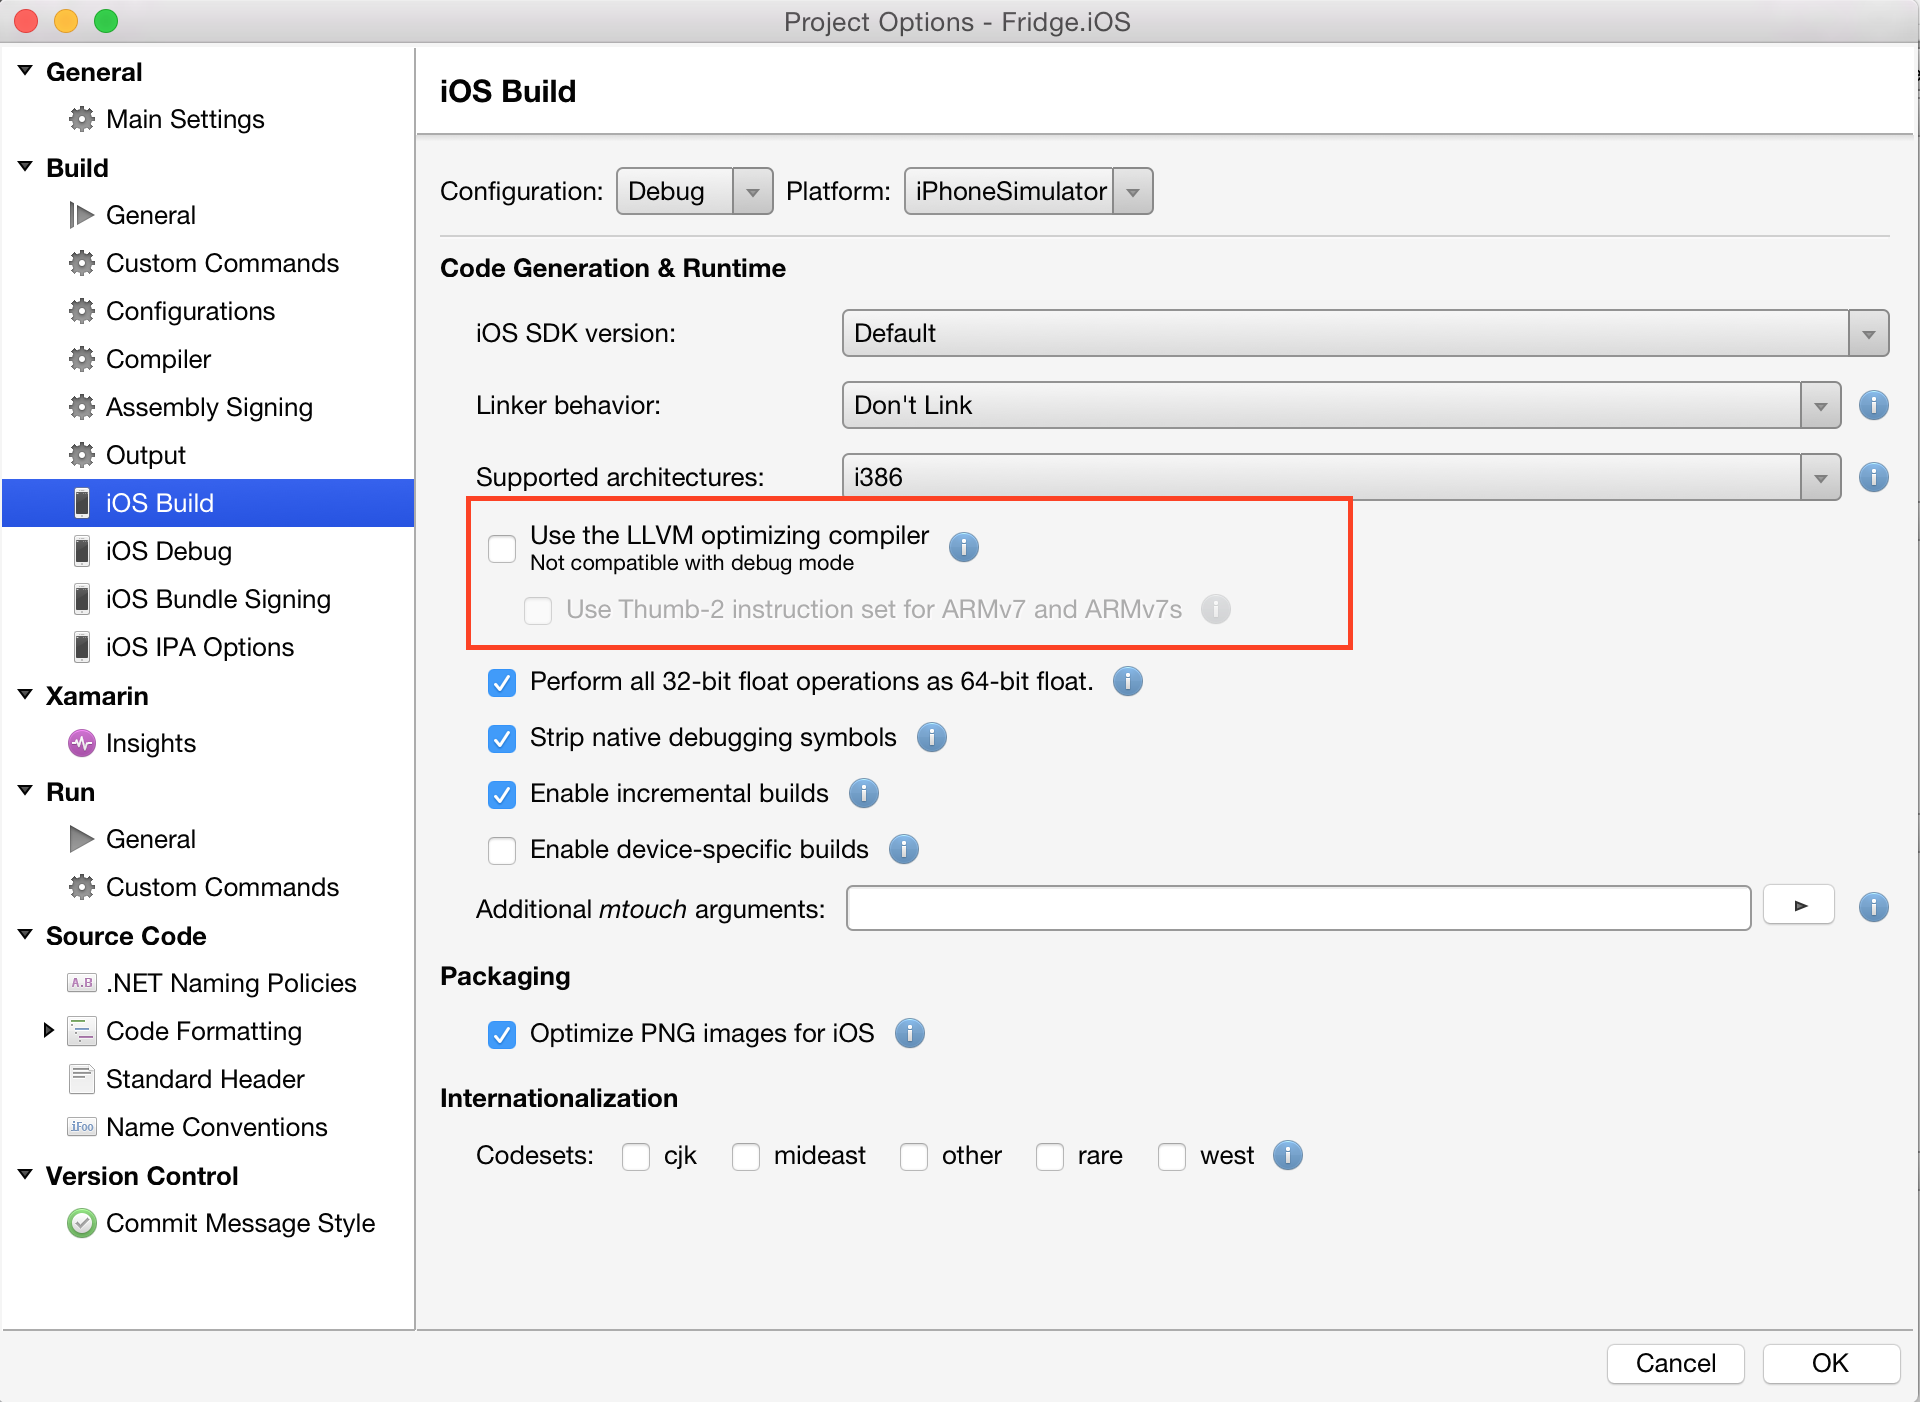 Project Options - Fridge.iOS
General
Main Settings
Build
General
Custom Commands
Configurations
Compiler
Assembly Signing
Output
iOS Build
iOS Debug
iOS Bundle Signing
iOS IPA Options
Xamarin
Insights
Run
General
Custom Commands
Source Code
A.B .NET Naming Policies
Code Formatting
Standard Header
iFoo Name Conventions
Version Control
Commit Message Style
iOS Build
Configuration: Debug Platform: iPhoneSimulator
Code Generation & Runtime
iOS SDK version: Default
Linker behavior: Don't Link
Supported architectures: i386
Use the LLVM optimizing compiler
Not compatible with debug mode
Use Thumb-2 instruction set for ARMv7 and ARMv7s
Perform all 32-bit float operations as 64-bit float.
Strip native debugging symbols
Enable incremental builds
Enable device-specific builds
Additional mtouch arguments:
Packaging
Optimize PNG images for iOS
Internationalization
Codesets: cjk mideast other rare west
Cancel OK